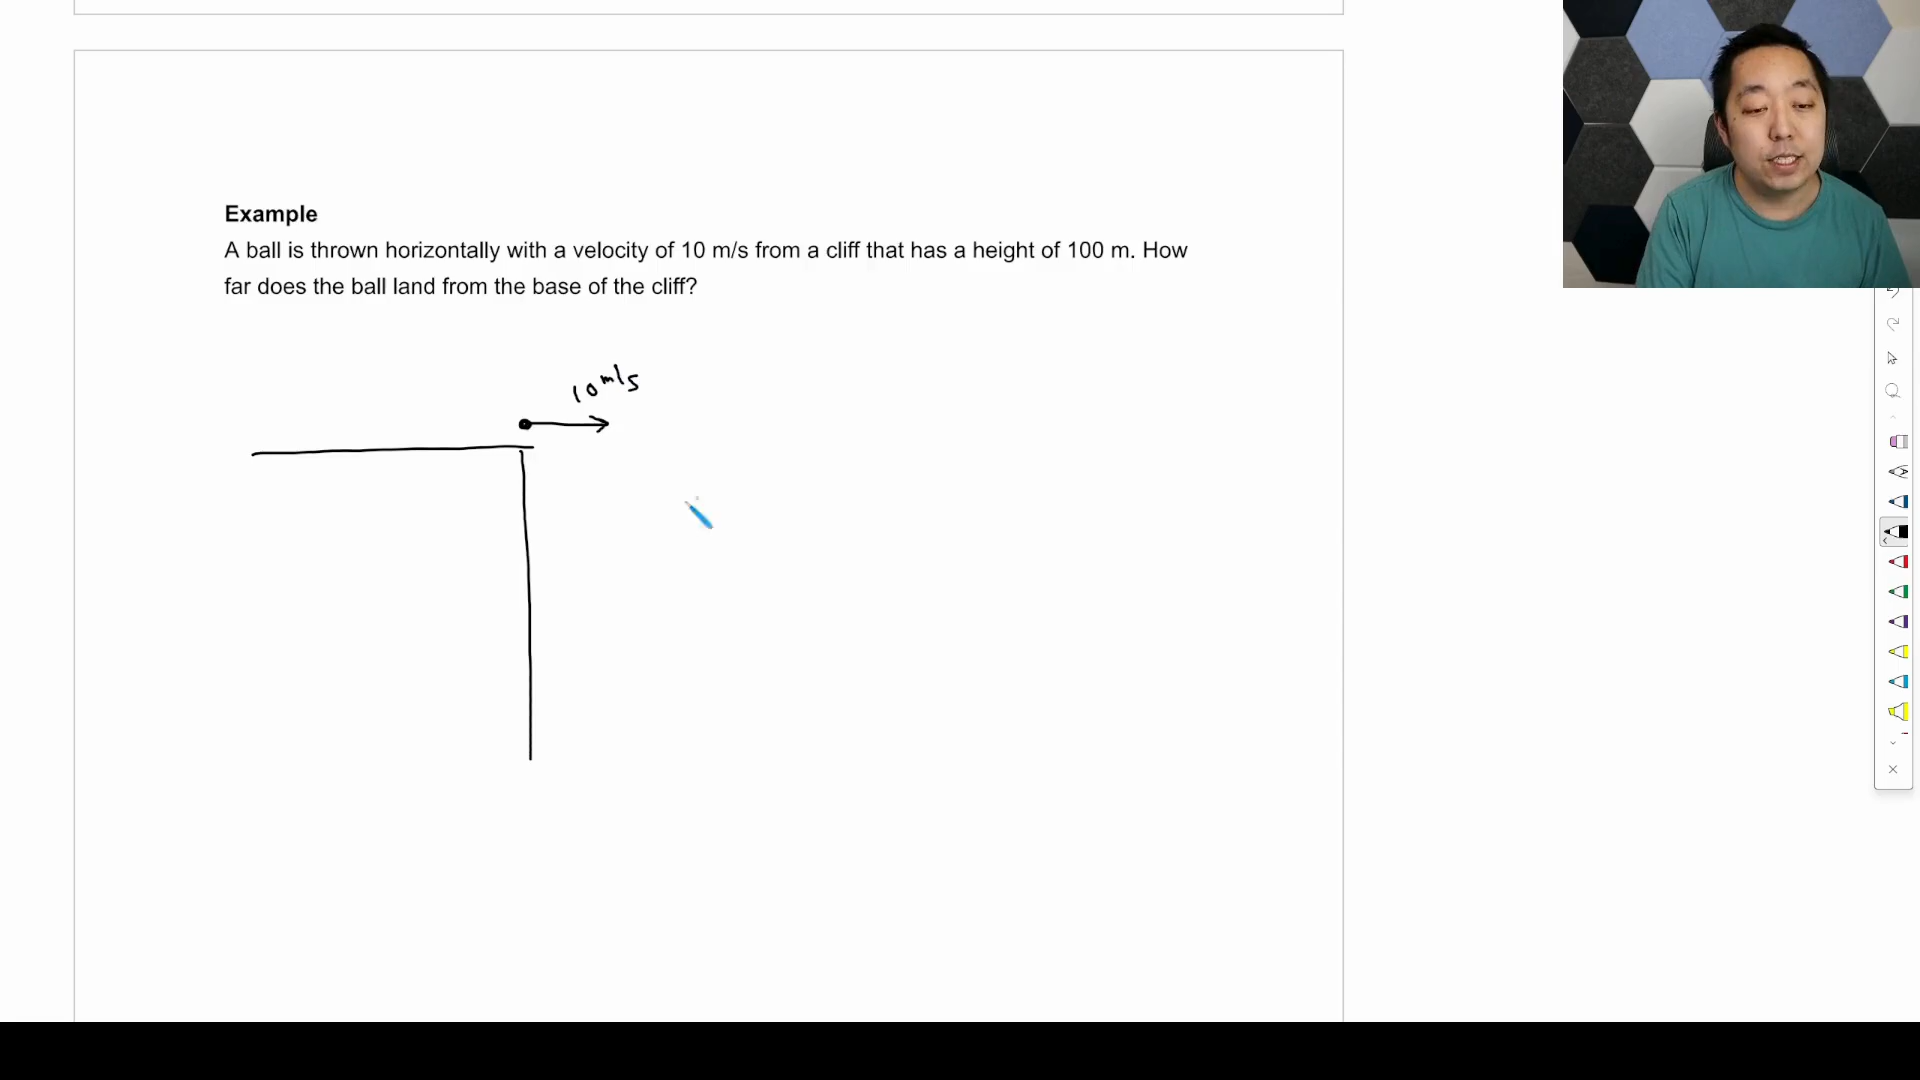 Example
A ball is thrown horizontally with a velocity of 10 m/s from a cliff that has a height of 100 m. How
far does the ball land from the base of the cliff?
10 m/s